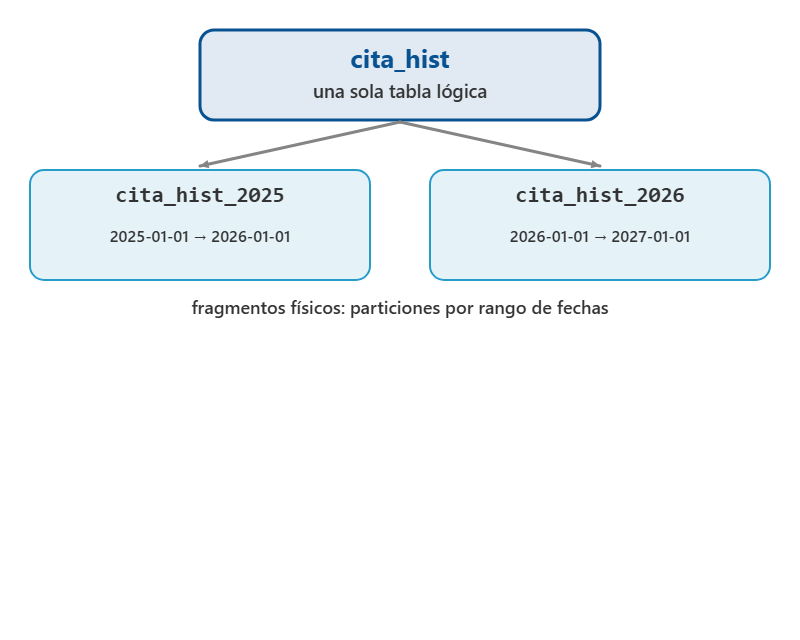 cita_hist
una sola tabla lógica
cita_hist_2025
2025-01-01 → 2026-01-01
cita_hist_2026
2026-01-01 → 2027-01-01
fragmentos físicos: particiones por rango de fechas